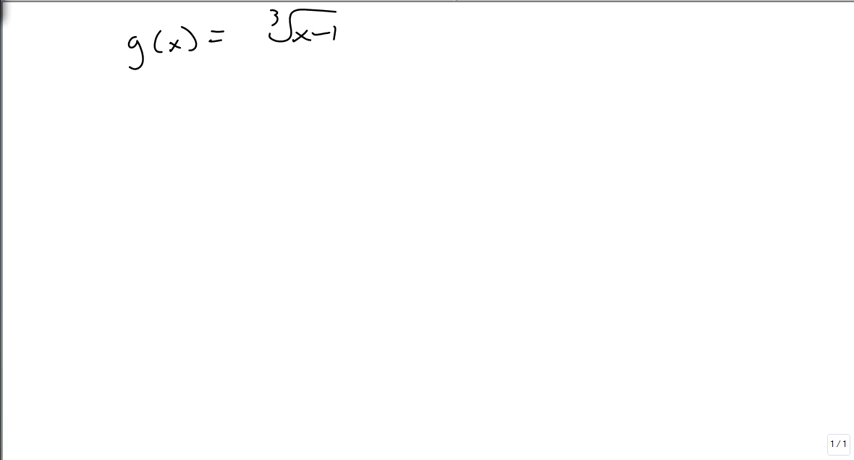 g(x) = ∛(x-1)
1 / 1